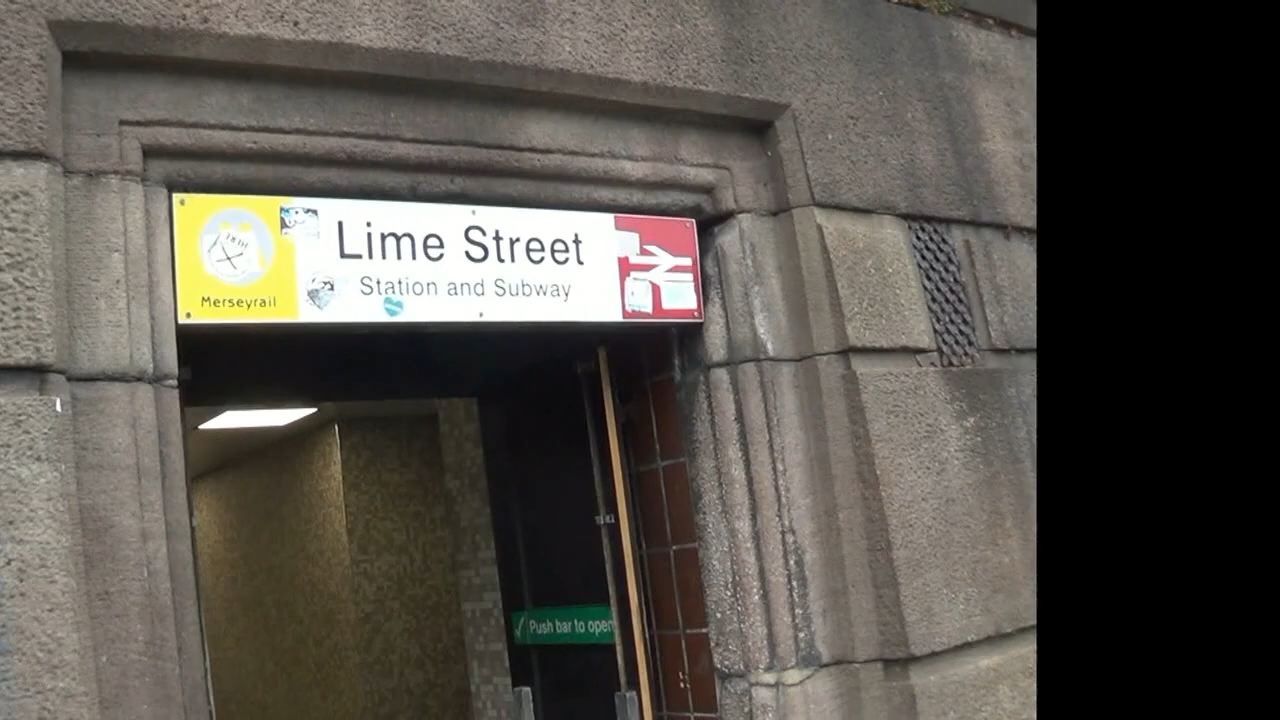 Lime Street
Station and Subway
Merseyrail
Push bar to open